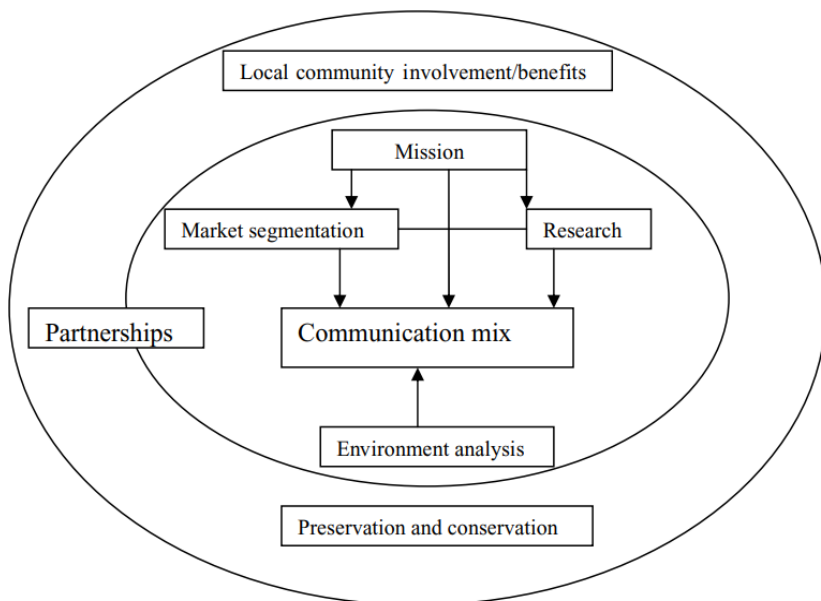 Local community involvement/benefits
Mission
Market segmentation
Research
Partnerships
Communication mix
Environment analysis
Preservation and conservation